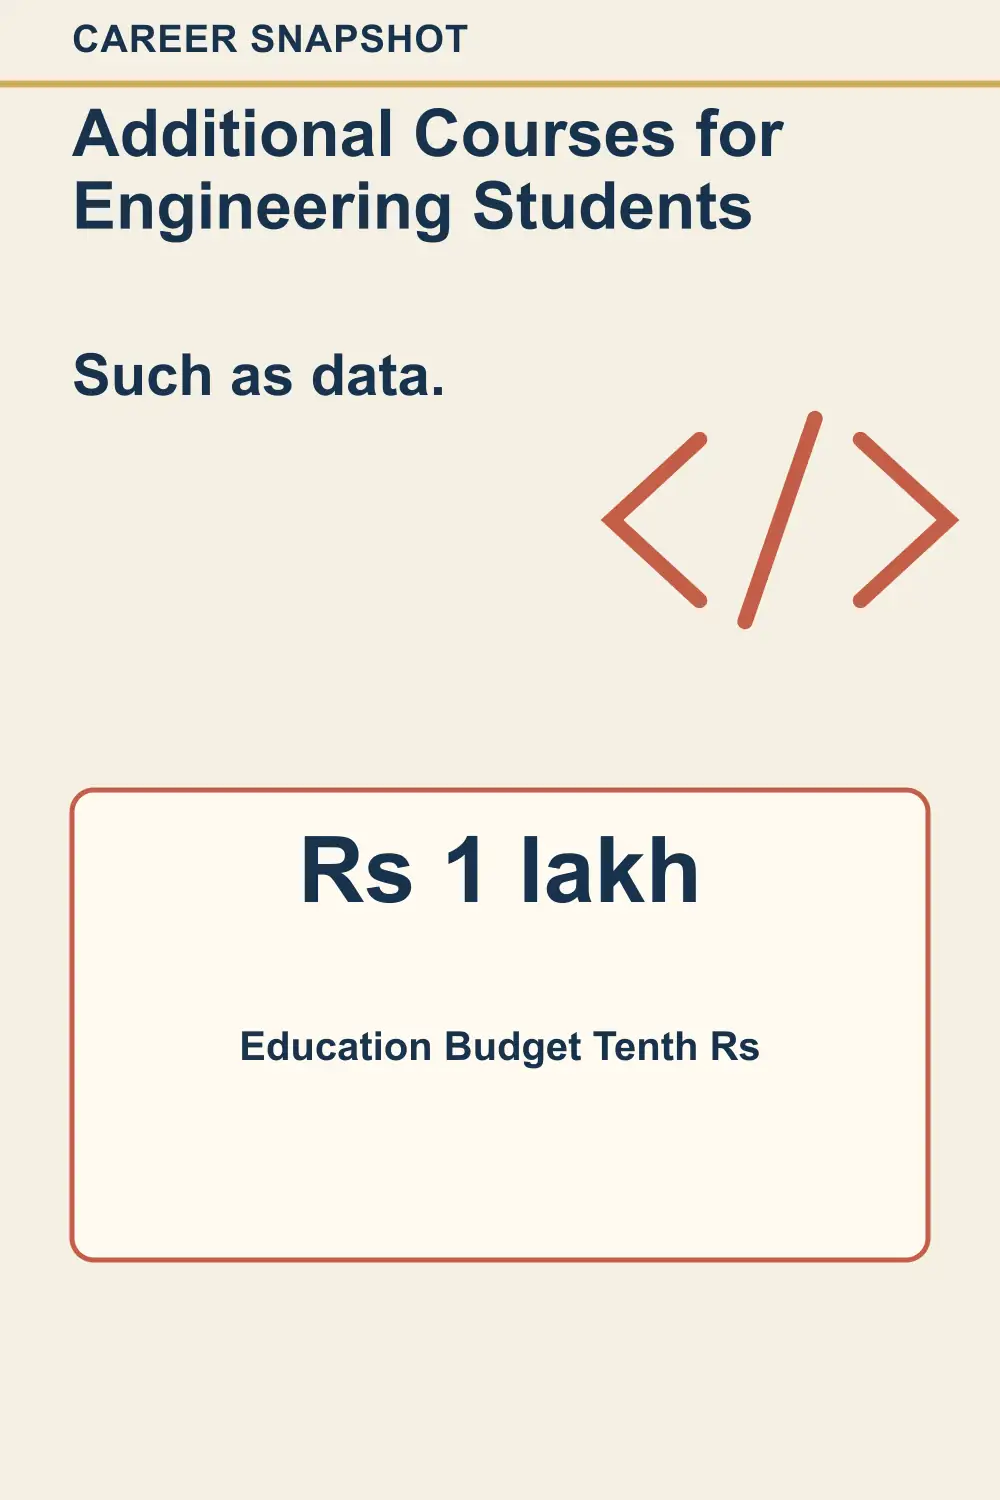 CAREER SNAPSHOT
Additional Courses for
Engineering Students
Such as data.
Rs 1 lakh
Education Budget Tenth Rs